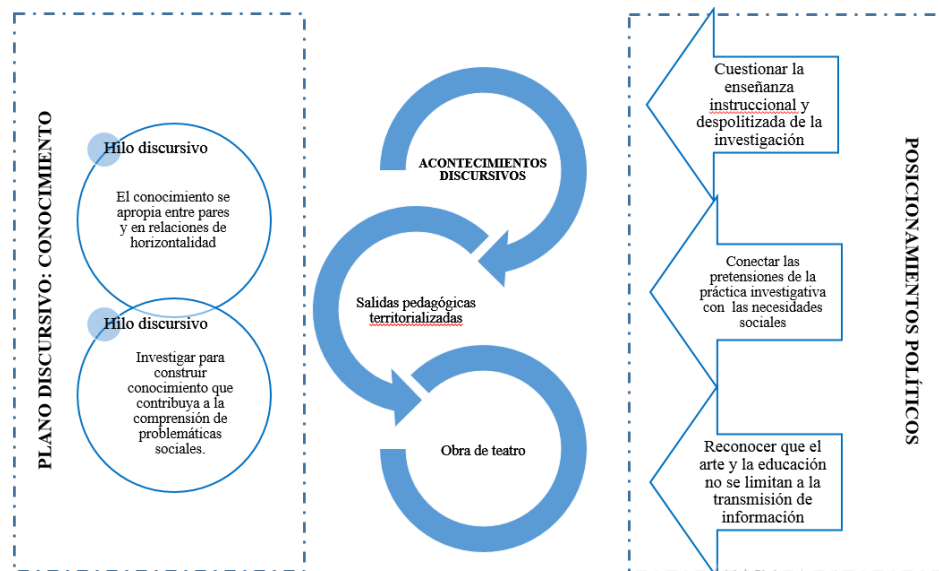 PLANO DISCURSIVO: CONOCIMIENTO
Hilo discursivo
El conocimiento se
apropia entre pares
y en relaciones de
horizontalidad
Hilo discursivo
Investigar para
construir
conocimiento que
contribuya a la
comprensión de
problemáticas
sociales.
ACONTECIMIENTOS
DISCURSIVOS
Salidas pedagógicas
territorializadas
Obra de teatro
Cuestionar la
enseñanza
instruccional y
despolitizada de la
investigación
Conectar las
pretensiones de la
práctica investigativa
con las necesidades
sociales
Reconocer que el
arte y la educación
no se limitan a la
transmisión de
información
POSICIONAMIENTOS POLÍTICOS